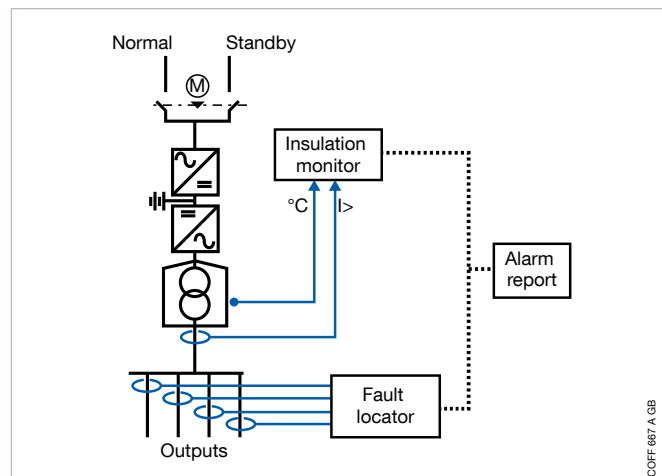 Normal
Standby
M
Insulation
monitor
°C
I>
Alarm
report
Fault
locator
Outputs
COFF 667 A GB